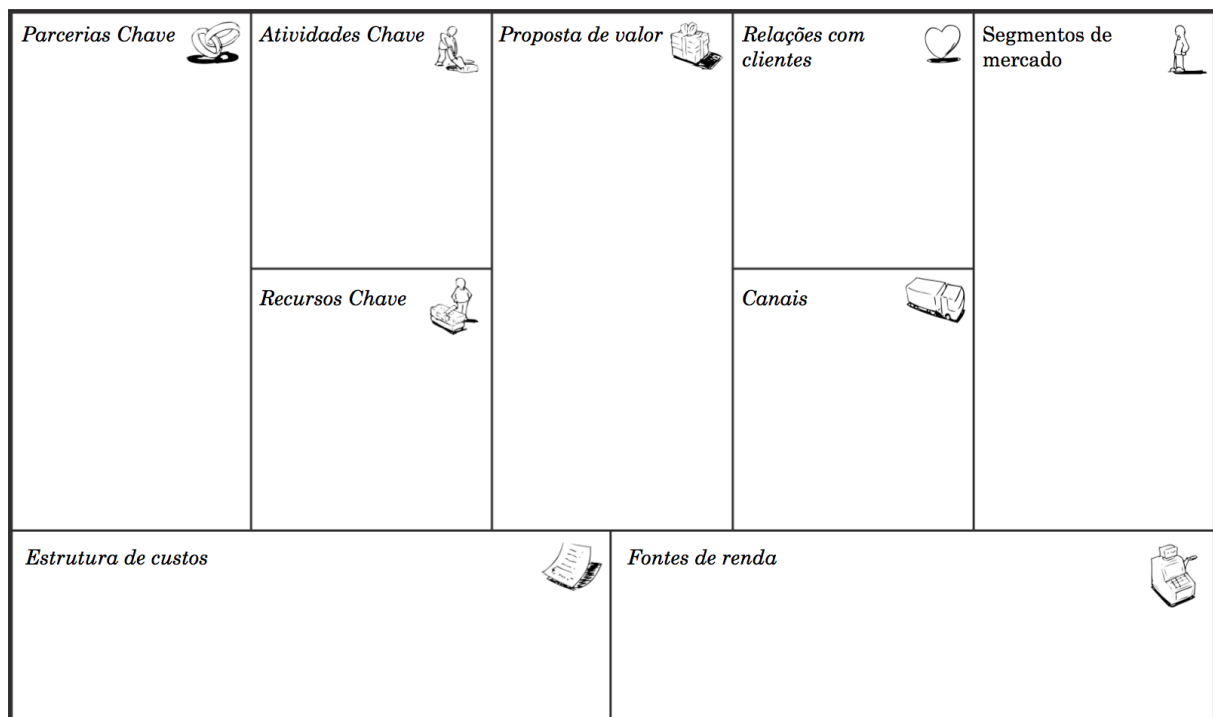 Parcerias Chave
Atividades Chave
Proposta de valor
Relações com
clientes
Segmentos de
mercado
Recursos Chave
Canais
Estrutura de custos
Fontes de renda